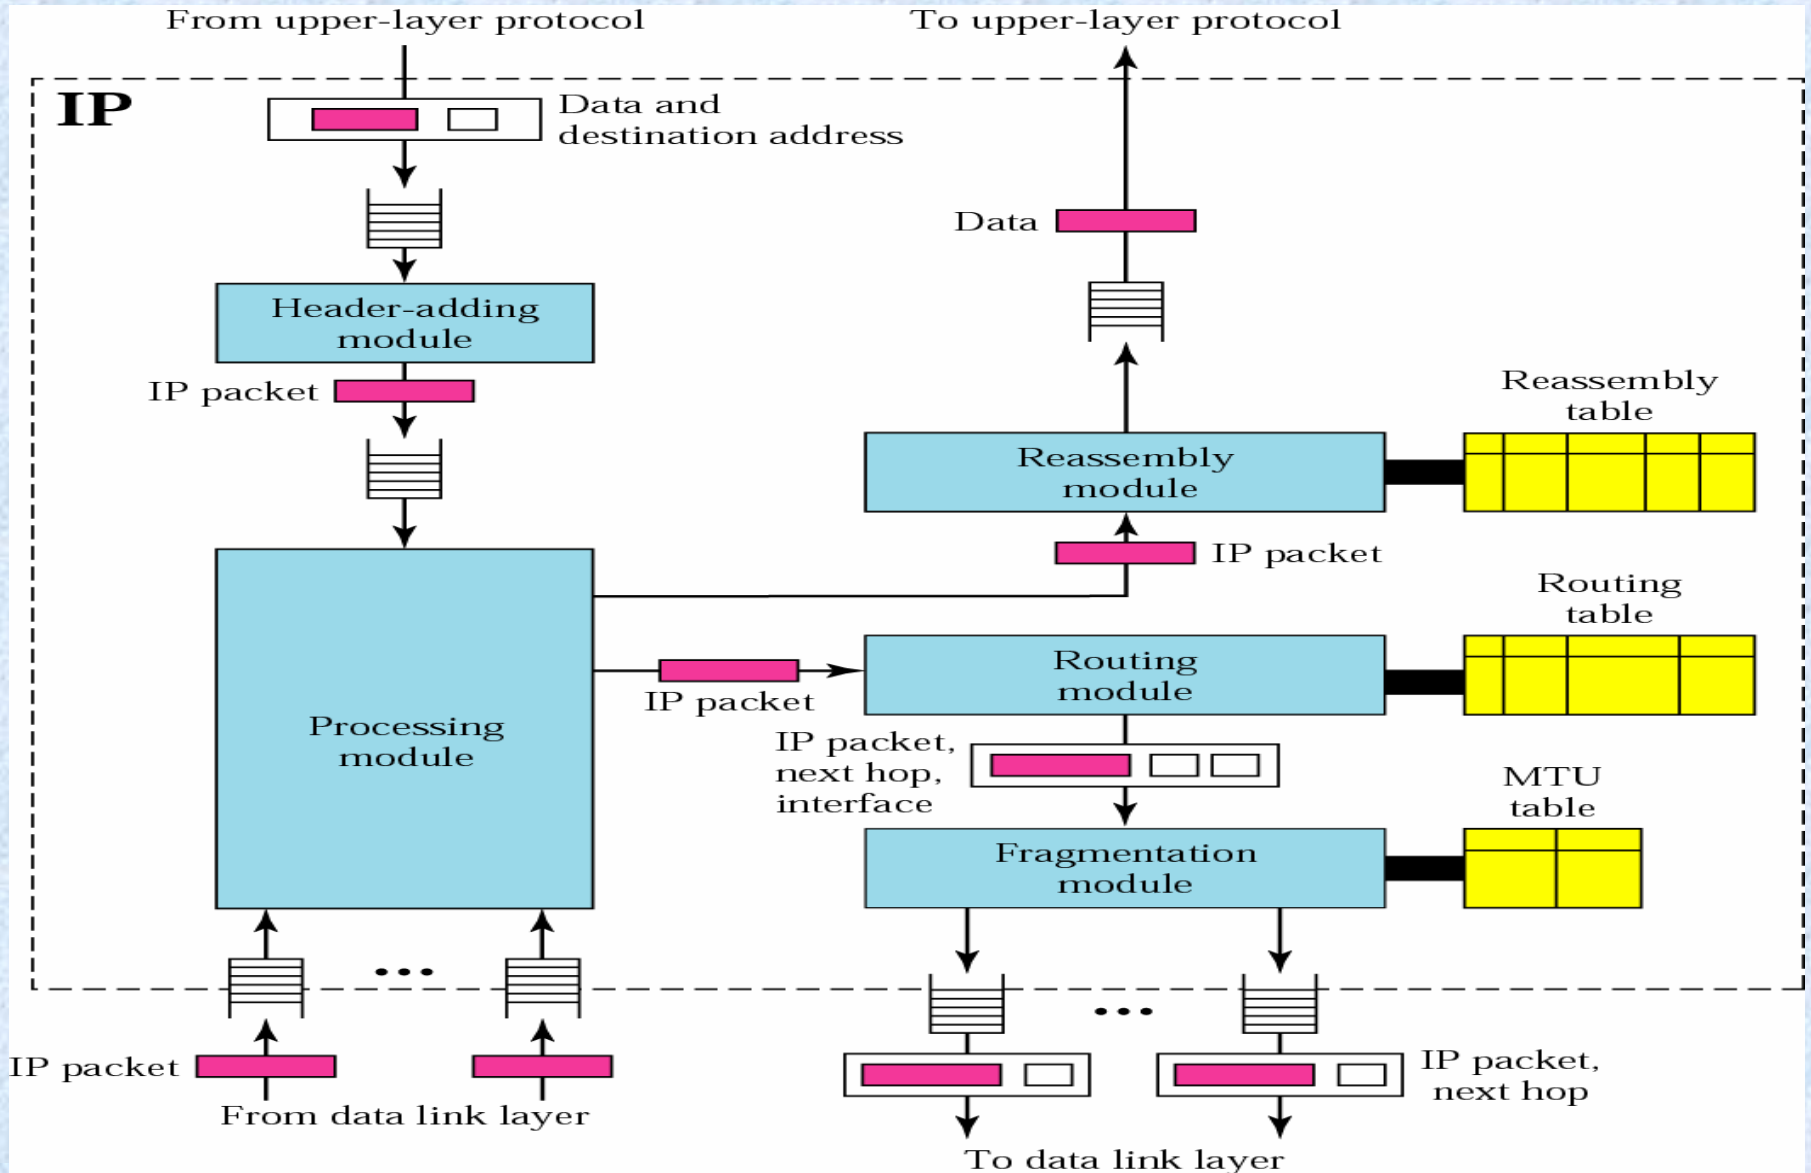 From upper-layer protocol
To upper-layer protocol
IP
Data and
destination address
Data
Header-adding
module
IP packet
Reassembly
table
Reassembly
module
IP packet
Routing
table
Routing
module
IP packet
Processing
module
IP packet,
next hop,
interface
MTU
table
Fragmentation
module
...
...
IP packet
From data link layer
IP packet,
next hop
To data link layer